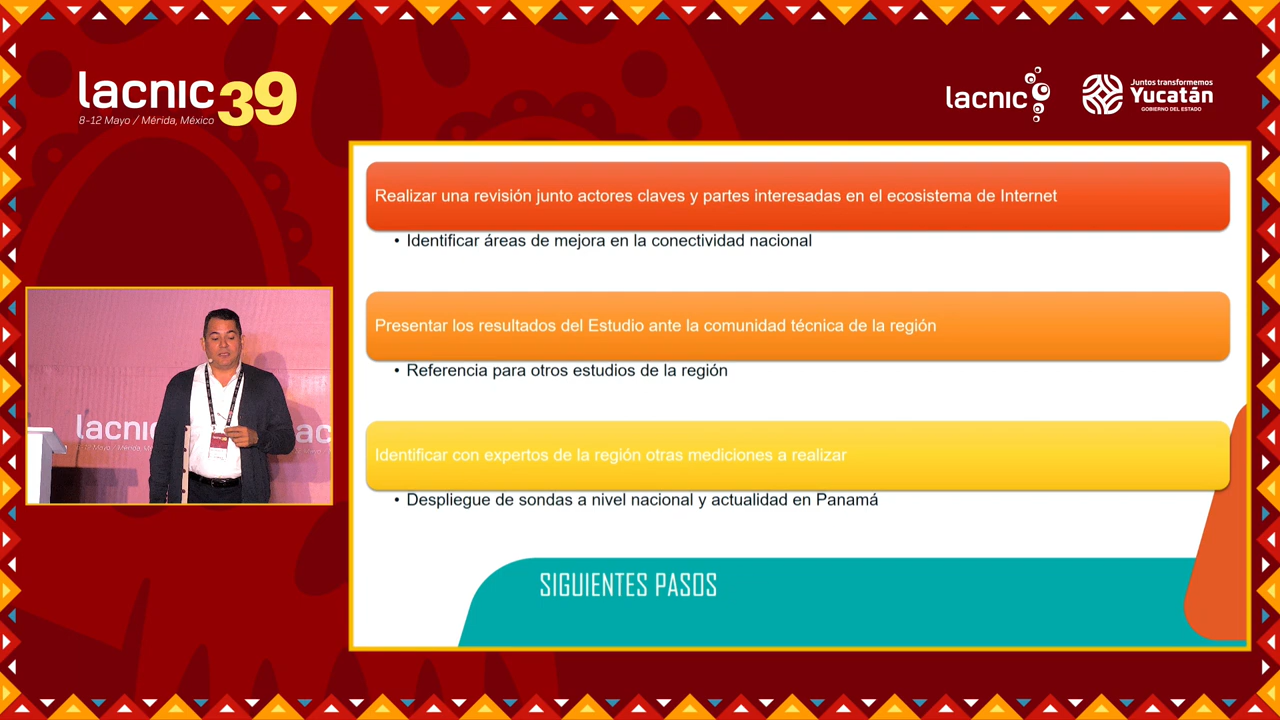 lacnic 39
8-12 Mayo / Mérida, México
lacnic
Juntos transformemos
Yucatán
GOBIERNO DEL ESTADO
Realizar una revisión junto actores claves y partes interesadas en el ecosistema de Internet
• Identificar áreas de mejora en la conectividad nacional
Presentar los resultados del Estudio ante la comunidad técnica de la región
• Referencia para otros estudios de la región
Identificar con expertos de la región otras mediciones a realizar
• Despliegue de sondas a nivel nacional y actualidad en Panamá
SIGUIENTES PASOS
lacnic